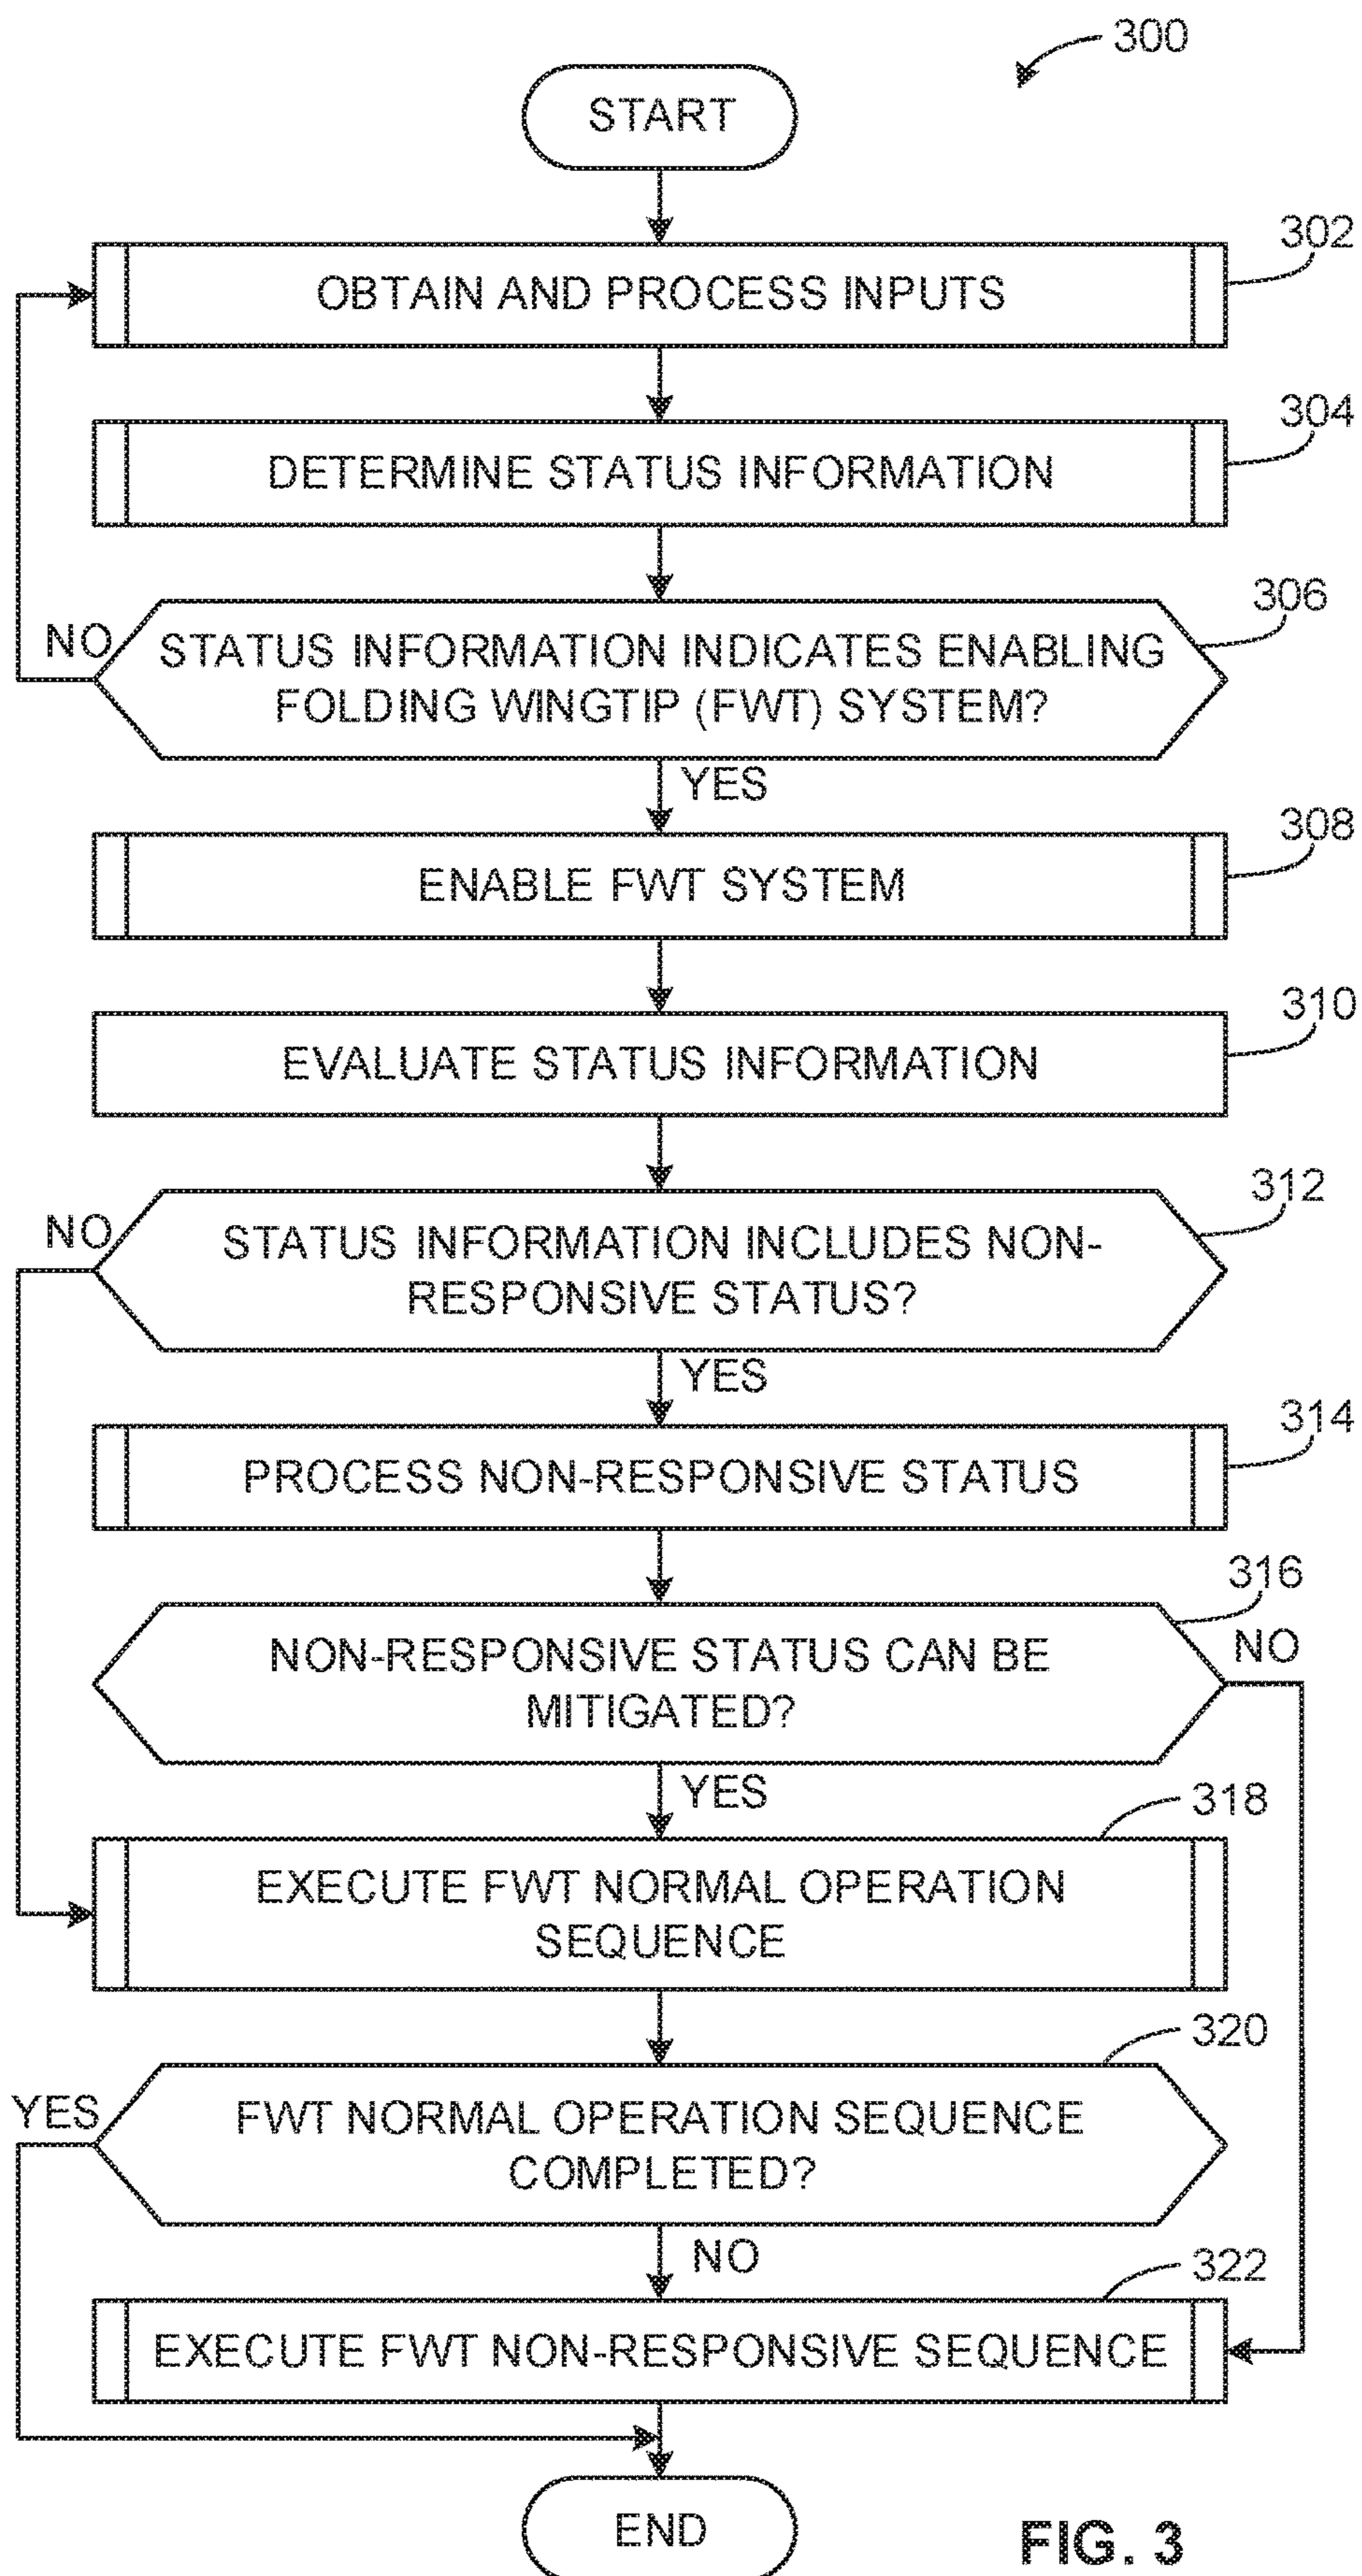 300
START
302
OBTAIN AND PROCESS INPUTS
304
DETERMINE STATUS INFORMATION
306
NO
STATUS INFORMATION INDICATES ENABLING
FOLDING WINGTIP (FWT) SYSTEM?
YES
308
ENABLE FWT SYSTEM
310
EVALUATE STATUS INFORMATION
312
NO
STATUS INFORMATION INCLUDES NON-
RESPONSIVE STATUS?
YES
314
PROCESS NON-RESPONSIVE STATUS
316
NON-RESPONSIVE STATUS CAN BE
MITIGATED?
NO
YES
318
EXECUTE FWT NORMAL OPERATION
SEQUENCE
320
YES
FWT NORMAL OPERATION SEQUENCE
COMPLETED?
NO
322
EXECUTE FWT NON-RESPONSIVE SEQUENCE
END
FIG. 3